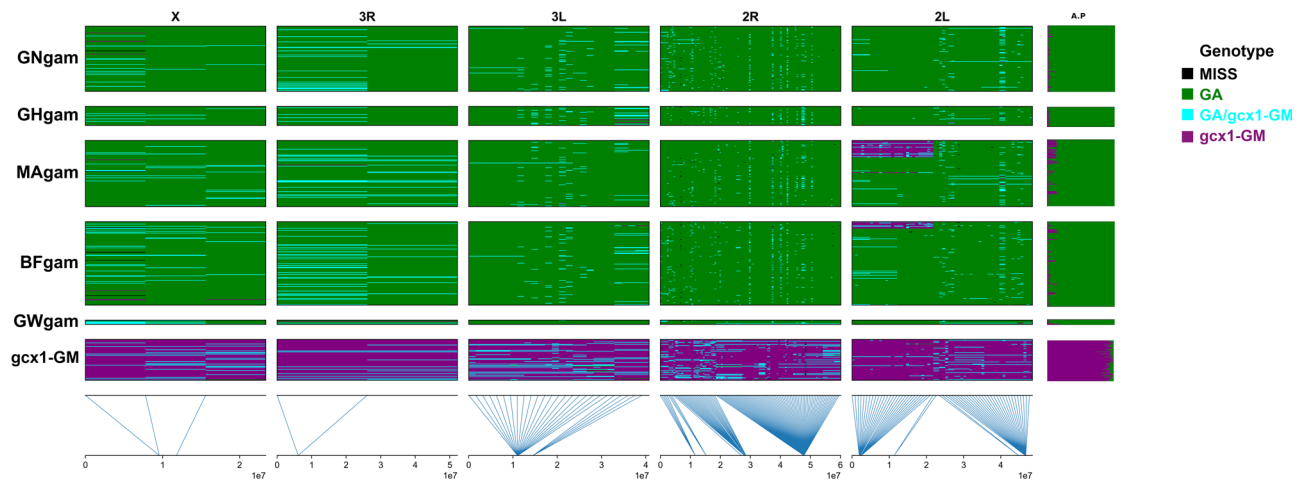 X 3R 3L 2R 2L A.P
GNgam
GHgam
MAgam
BFgam
GWgam
gcx1-GM
Genotype
MISS
GA
GA/gcx1-GM
gcx1-GM
0 2 0 1 2 3 4 5 0 1 2 3 4 0 1 2 3 4 5 6 0 1 2 3 4
1e7 1e7 1e7 1e7 1e7